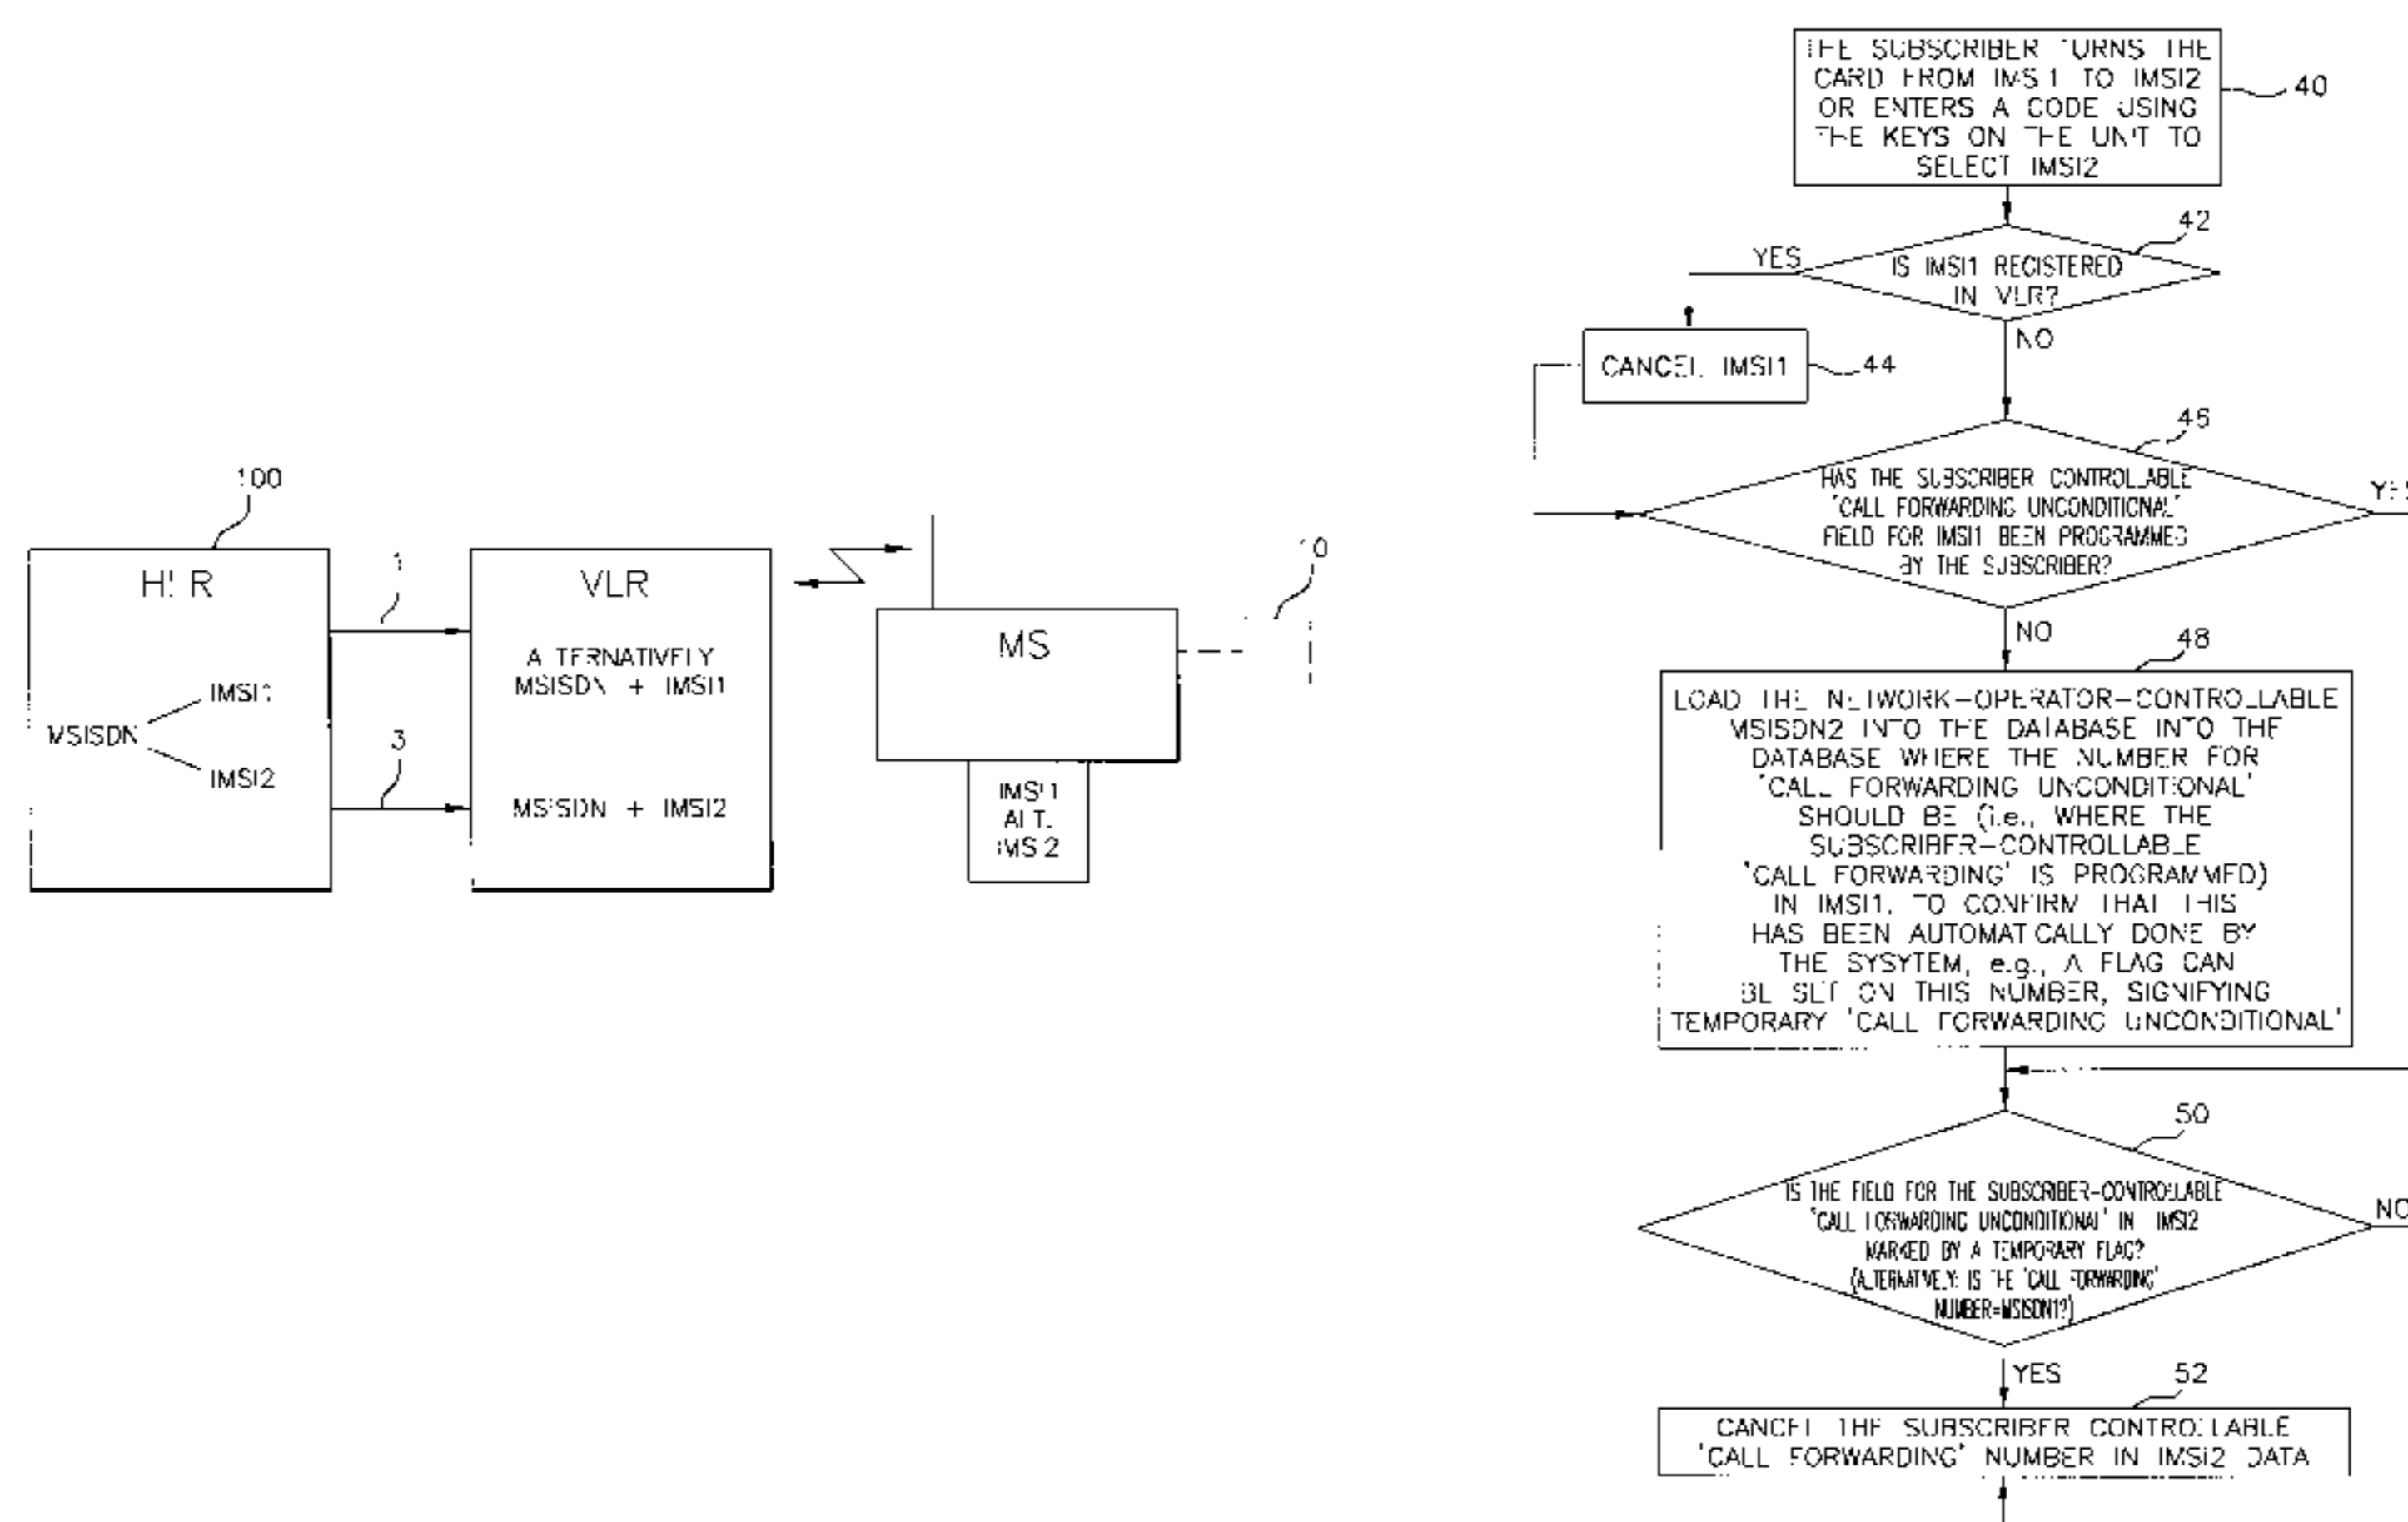 100
HLR
1
VLR
10
MS
ALTERNATIVELY
MSISDN + IMSI1
IMSI1
MSISDN
IMSI2
3
MSISDN + IMSI2
IMSI1
ALT.
IMSI2
THE SUBSCRIBER TURNS THE
CARD FROM IMSI1 TO IMSI2
OR ENTERS A CODE USING
THE KEYS ON THE UNIT TO
SELECT IMSI2
40
42
YES
IS IMSI1 REGISTERED
IN VLR?
NO
CANCEL IMSI1
44
46
HAS THE SUBSCRIBER CONTROLLABLE
'CALL FORWARDING UNCONDITIONAL'
FIELD FOR IMSI1 BEEN PROGRAMMED
BY THE SUBSCRIBER?
YES
NO
48
LOAD THE NETWORK-OPERATOR-CONTROLLABLE
MSISDN2 INTO THE DATABASE INTO THE
DATABASE WHERE THE NUMBER FOR
'CALL FORWARDING UNCONDITIONAL'
SHOULD BE (i.e., WHERE THE
SUBSCRIBER-CONTROLLABLE
'CALL FORWARDING' IS PROGRAMMED)
IN IMSI1. TO CONFIRM THAT THIS
HAS BEEN AUTOMATICALLY DONE BY
THE SYSYTEM, e.g., A FLAG CAN
BE SET ON THIS NUMBER, SIGNIFYING
TEMPORARY 'CALL FORWARDING UNCONDITIONAL'
50
IS THE FIELD FOR THE SUBSCRIBER-CONTROLLABLE
'CALL FORWARDING UNCONDITIONAL' IN IMSI2
MARKED BY A TEMPORARY FLAG?
(ALTERNATIVELY: IS THE 'CALL FORWARDING'
NUMBER=MSISDN1?)
NO
YES
52
CANCEL THE SUBSCRIBER CONTROLLABLE
'CALL FORWARDING' NUMBER IN IMSI2 DATA